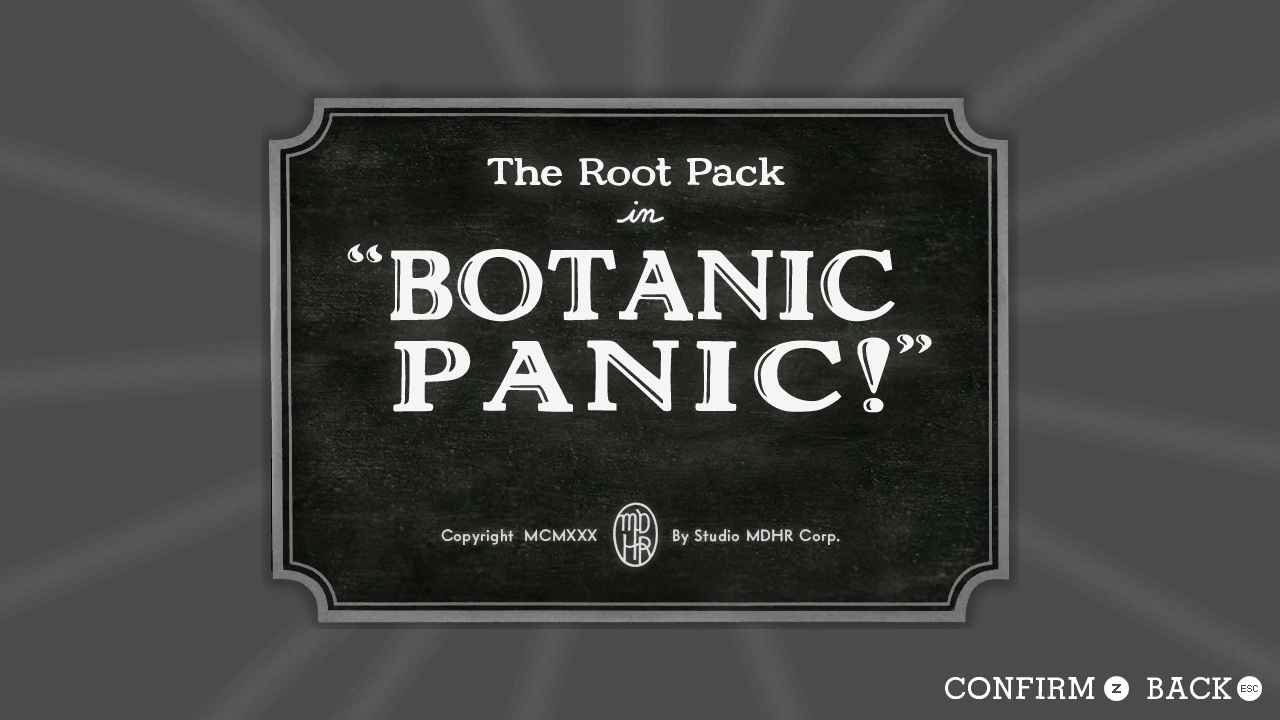 The Root Pack
in
“BOTANIC
PANIC!”
Copyright MCMXXX MDHR By Studio MDHR Corp.
CONFIRM Z BACK ESC